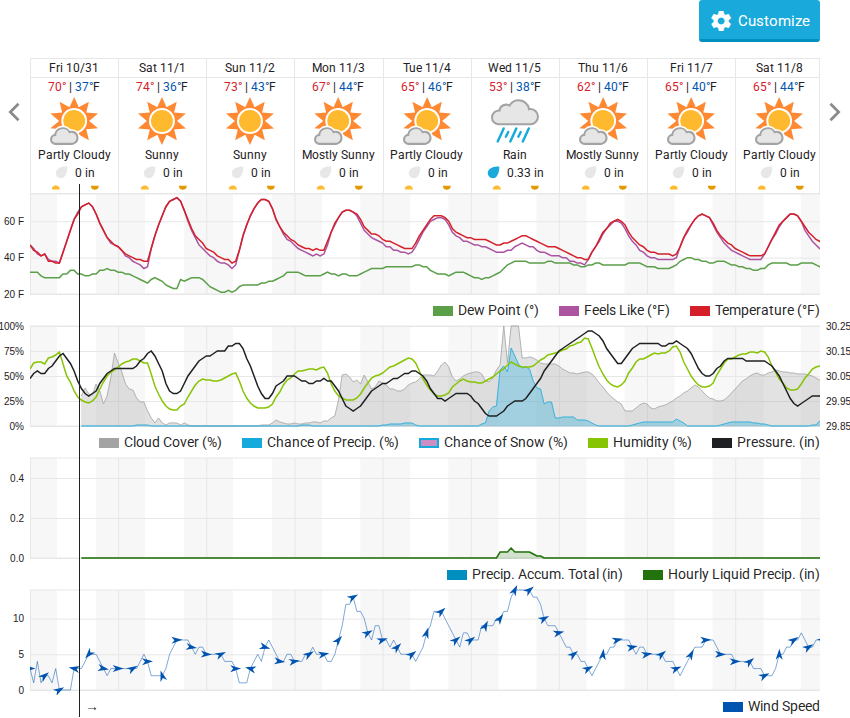 Customize
Fri 10/31 Sat 11/1 Sun 11/2 Mon 11/3 Tue 11/4 Wed 11/5 Thu 11/6 Fri 11/7 Sat 11/8
70° | 37°F 74° | 36°F 73° | 43°F 67° | 44°F 65° | 46°F 53° | 38°F 62° | 40°F 65° | 40°F 65° | 44°F
Partly Cloudy Sunny Sunny Mostly Sunny Partly Cloudy Rain Mostly Sunny Partly Cloudy Partly Cloudy
0 in 0 in 0 in 0 in 0 in 0.33 in 0 in 0 in 0 in
60 F
40 F
20 F
Dew Point (°) Feels Like (°F) Temperature (°F)
100% 30.25
75% 30.15
50% 30.05
25% 29.95
0% 29.85
Cloud Cover (%) Chance of Precip. (%) Chance of Snow (%) Humidity (%) Pressure. (in)
0.4
0.2
0.0
Precip. Accum. Total (in) Hourly Liquid Precip. (in)
10
5
0
→ Wind Speed